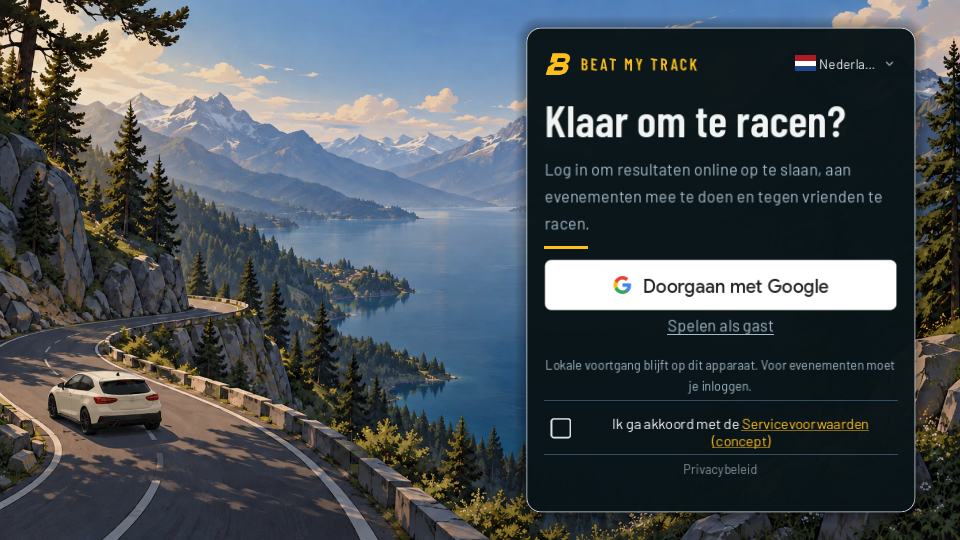 BEAT MY TRACK
Nederla...
Klaar om te racen?
Log in om resultaten online op te slaan, aan
evenementen mee te doen en tegen vrienden te
racen.
Doorgaan met Google
Spelen als gast
Lokale voortgang blijft op dit apparaat. Voor evenementen moet
je inloggen.
Ik ga akkoord met de Servicevoorwaarden
(concept)
Privacybeleid